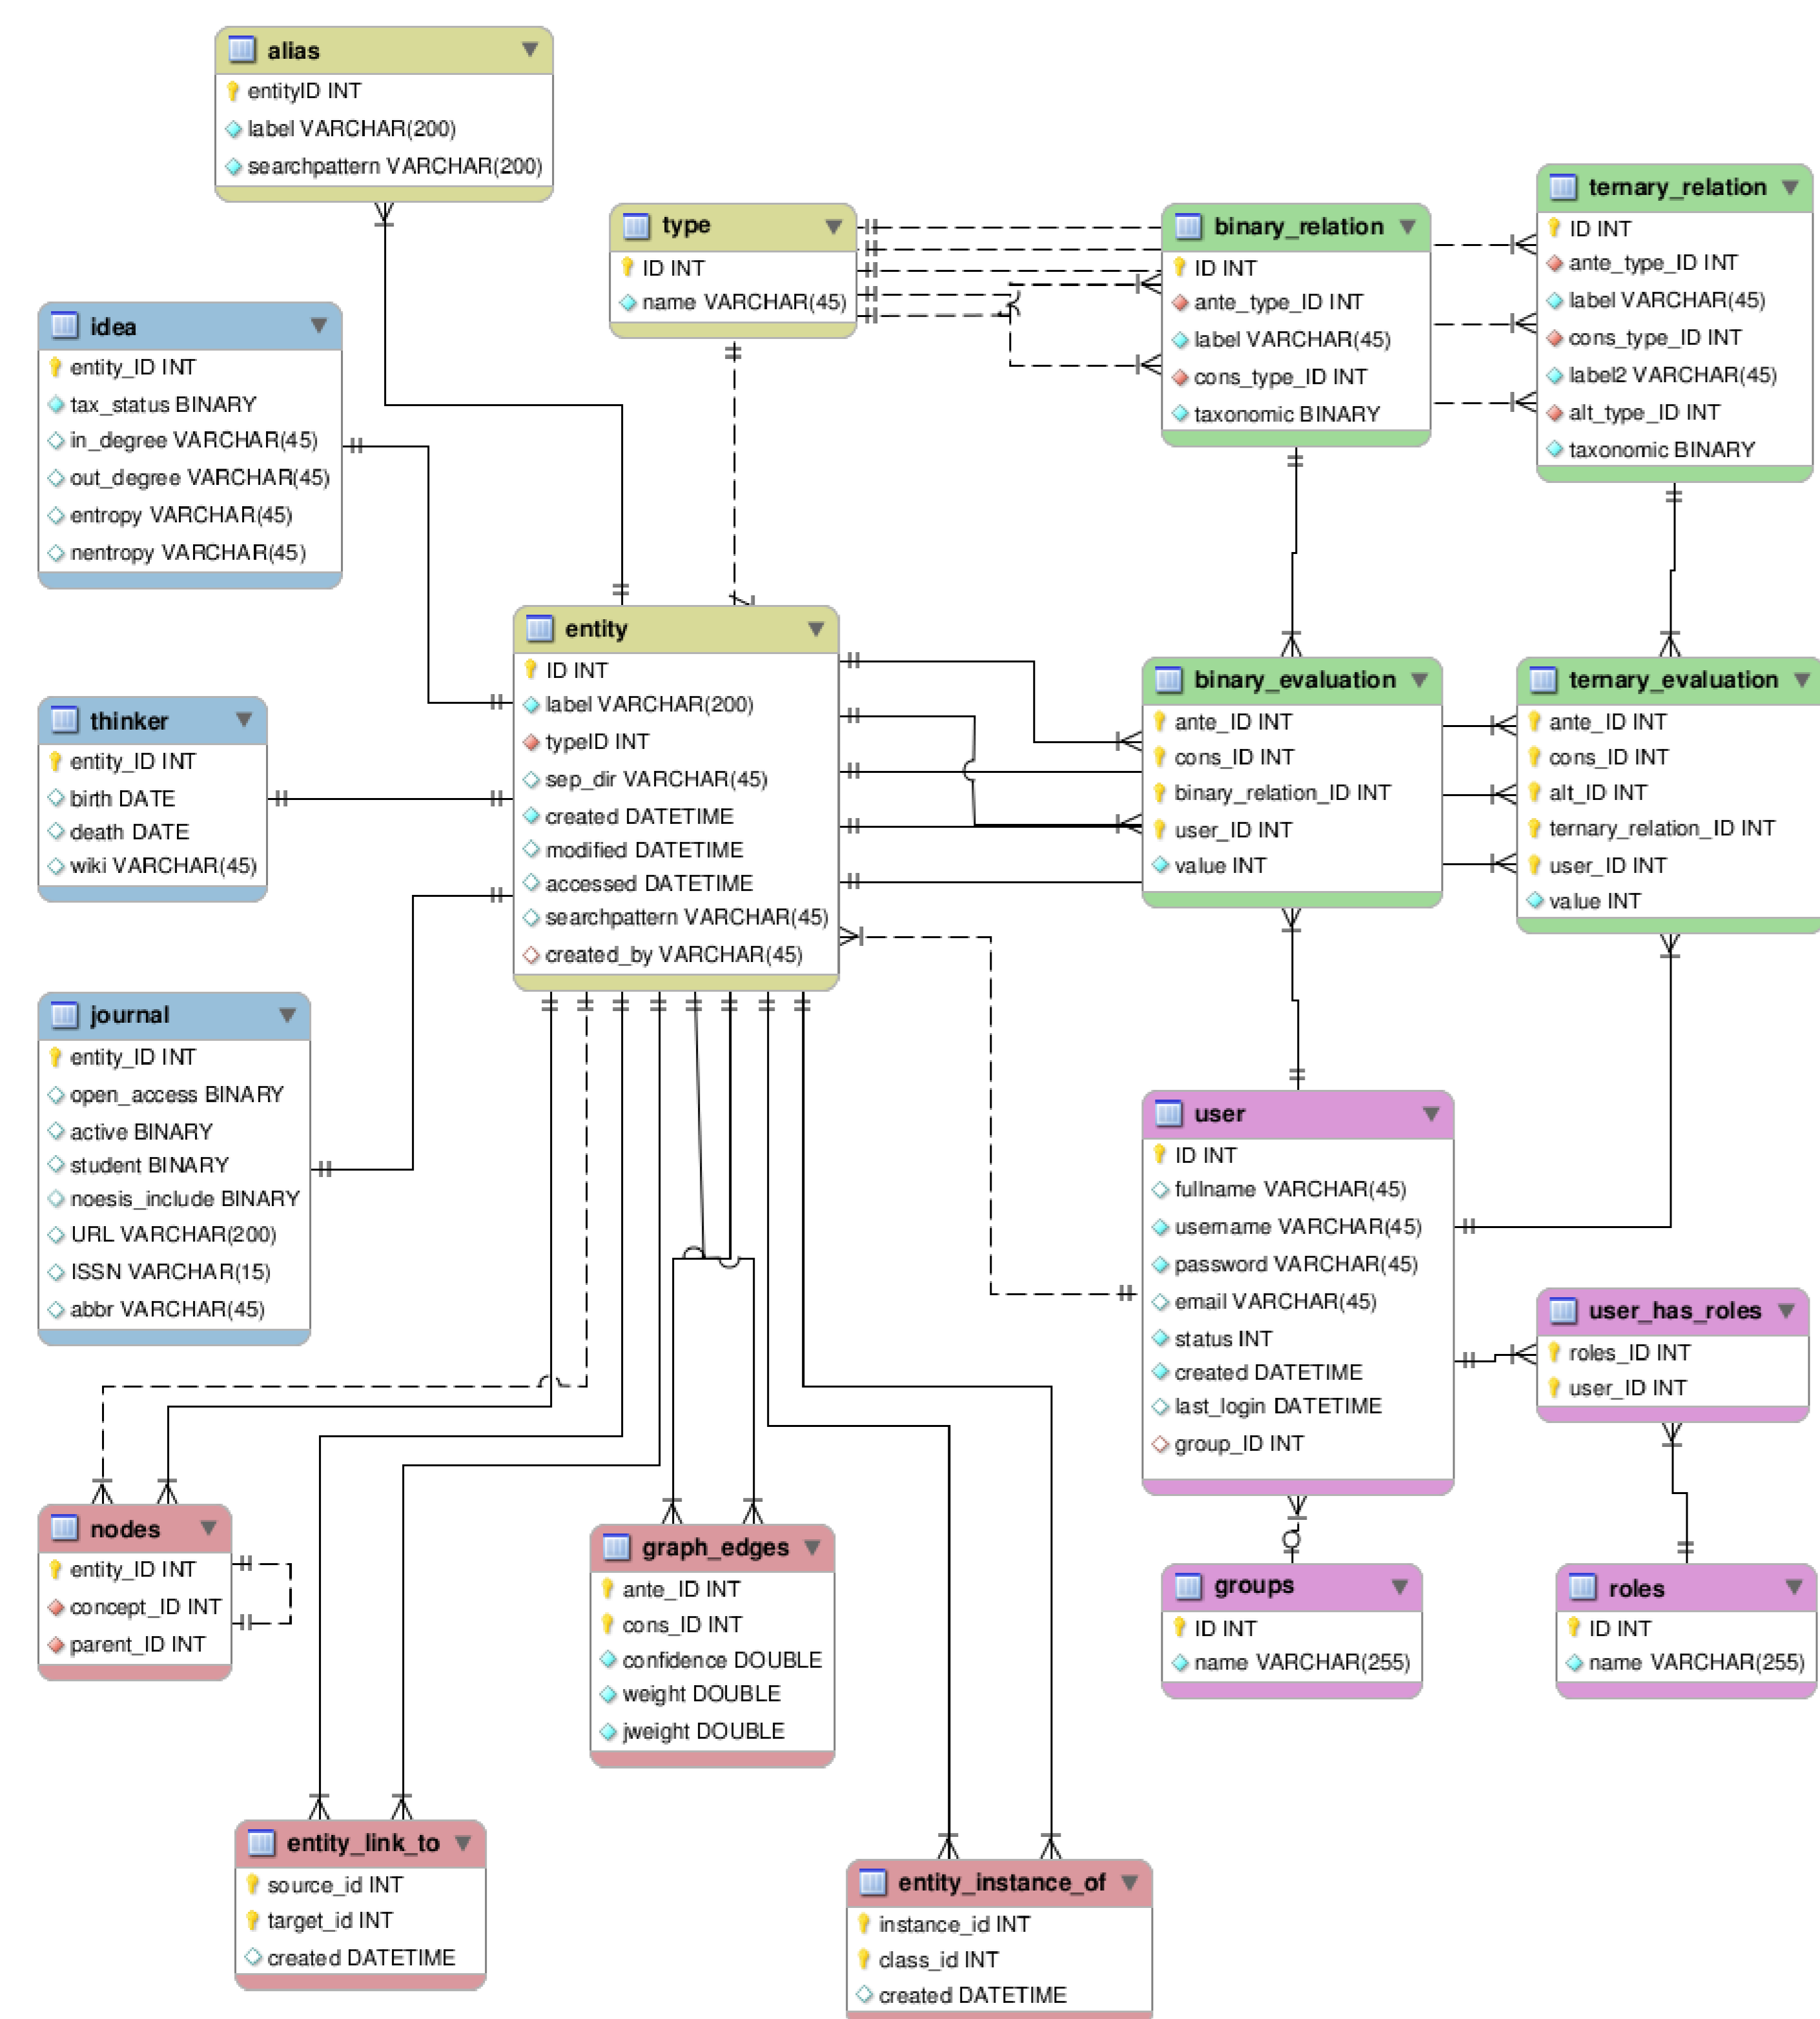 alias
entityID INT
label VARCHAR(200)
searchpattern VARCHAR(200)
type
ID INT
name VARCHAR(45)
binary_relation
ID INT
ante_type_ID INT
label VARCHAR(45)
cons_type_ID INT
taxonomic BINARY
ternary_relation
ID INT
ante_type_ID INT
label VARCHAR(45)
cons_type_ID INT
label2 VARCHAR(45)
alt_type_ID INT
taxonomic BINARY
idea
entity_ID INT
tax_status BINARY
in_degree VARCHAR(45)
out_degree VARCHAR(45)
entropy VARCHAR(45)
nentropy VARCHAR(45)
entity
ID INT
label VARCHAR(200)
typeID INT
sep_dir VARCHAR(45)
created DATETIME
modified DATETIME
accessed DATETIME
searchpattern VARCHAR(45)
created_by VARCHAR(45)
binary_evaluation
ante_ID INT
cons_ID INT
binary_relation_ID INT
user_ID INT
value INT
ternary_evaluation
ante_ID INT
cons_ID INT
alt_ID INT
ternary_relation_ID INT
user_ID INT
value INT
thinker
entity_ID INT
birth DATE
death DATE
wiki VARCHAR(45)
journal
entity_ID INT
open_access BINARY
active BINARY
student BINARY
noesis_include BINARY
URL VARCHAR(200)
ISSN VARCHAR(15)
abbr VARCHAR(45)
user
ID INT
fullname VARCHAR(45)
username VARCHAR(45)
password VARCHAR(45)
email VARCHAR(45)
status INT
created DATETIME
last_login DATETIME
group_ID INT
user_has_roles
roles_ID INT
user_ID INT
nodes
entity_ID INT
concept_ID INT
parent_ID INT
graph_edges
ante_ID INT
cons_ID INT
confidence DOUBLE
weight DOUBLE
jweight DOUBLE
groups
ID INT
name VARCHAR(255)
roles
ID INT
name VARCHAR(255)
entity_link_to
source_id INT
target_id INT
created DATETIME
entity_instance_of
instance_id INT
class_id INT
created DATETIME